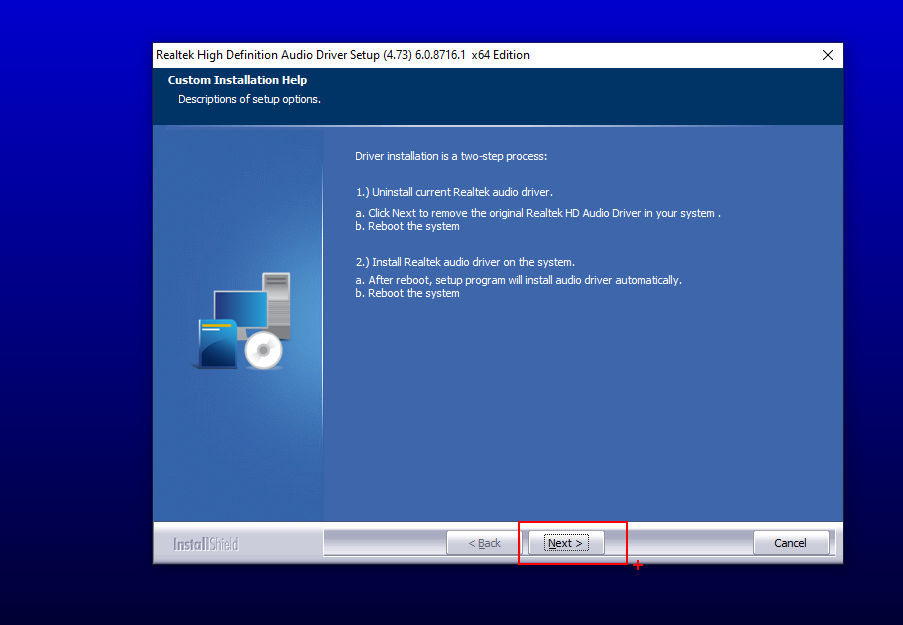 Realtek High Definition Audio Driver Setup (4.73) 6.0.8716.1 x64 Edition
Custom Installation Help
Descriptions of setup options.
Driver installation is a two-step process:
1.) Uninstall current Realtek audio driver.
a. Click Next to remove the original Realtek HD Audio Driver in your system .
b. Reboot the system
2.) Install Realtek audio driver on the system.
a. After reboot, setup program will install audio driver automatically.
b. Reboot the system
InstallShield
< Back
Next >
Cancel